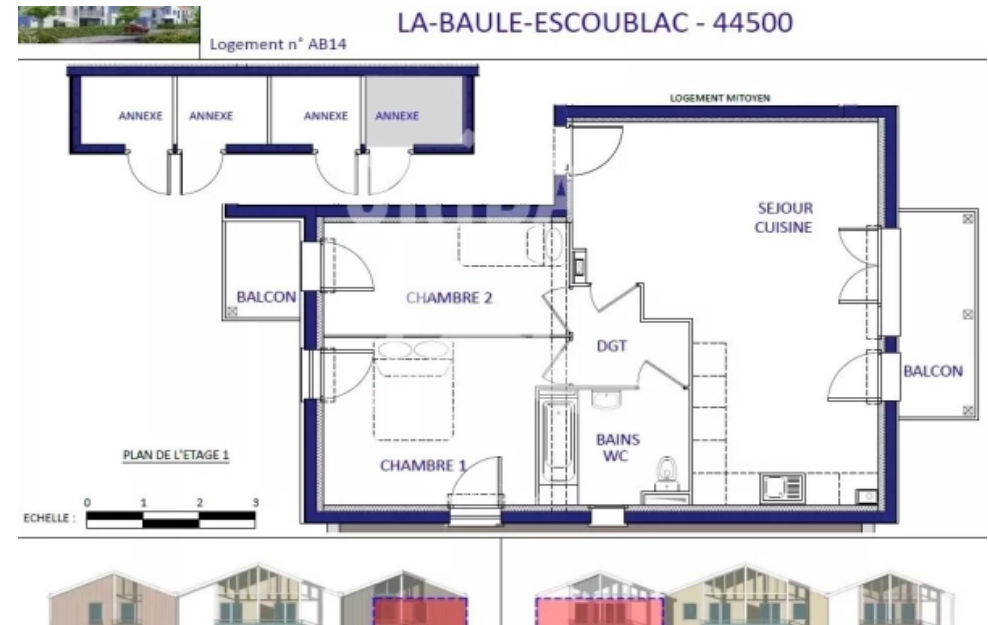 LA-BAULE-ESCOUBLAC - 44500
Logement n° AB14
LOGEMENT MITOYEN
ANNEXE
ANNEXE
ANNEXE
ANNEXE
SEJOUR
CUISINE
BALCON
CHAMBRE 2
DGT
BALCON
BAINS
WC
CHAMBRE 1
PLAN DE L'ETAGE 1
0 1 2 3
ECHELLE :